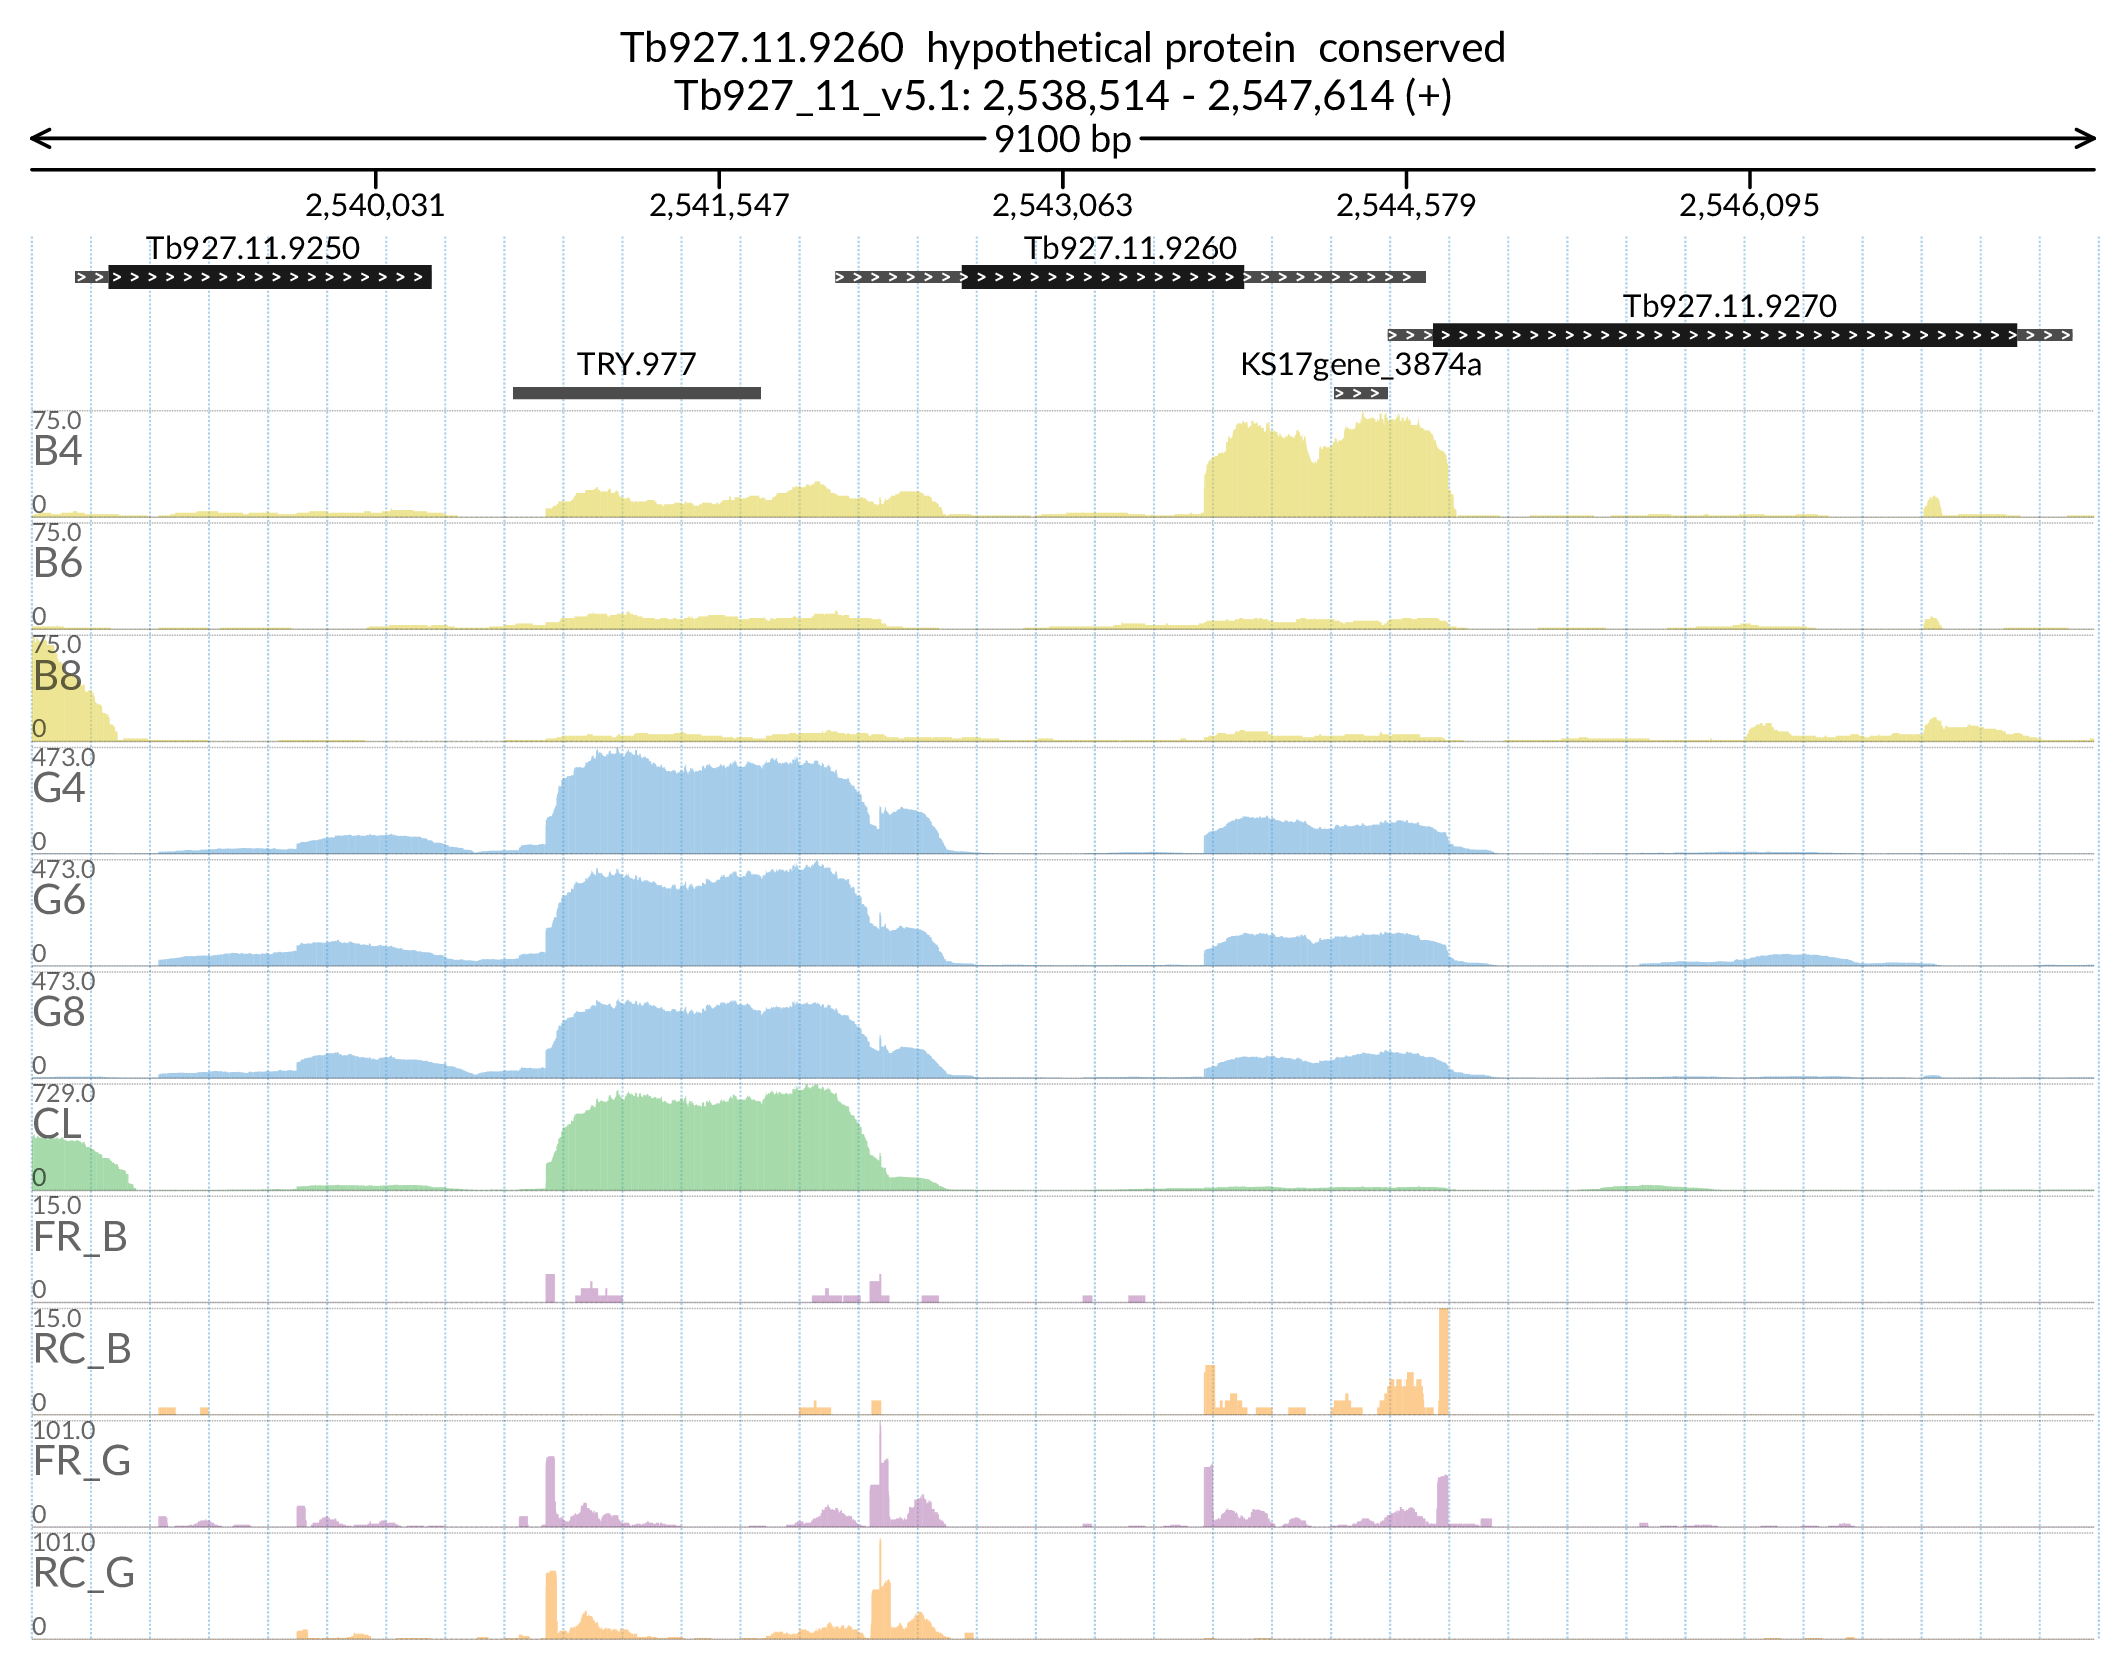 Tb927.11.9260  hypothetical protein  conserved
Tb927_11_v5.1: 2,538,514 - 2,547,614 (+)
9100 bp
2,540,031 2,541,547 2,543,063 2,544,579 2,546,095
Tb927.11.9250 Tb927.11.9260
Tb927.11.9270
TRY.977 KS17gene_3874a
75.0
B4
0
75.0
B6
0
75.0
B8
0
473.0
G4
0
473.0
G6
0
473.0
G8
0
729.0
CL
0
15.0
FR_B
0
15.0
RC_B
0
101.0
FR_G
0
101.0
RC_G
0